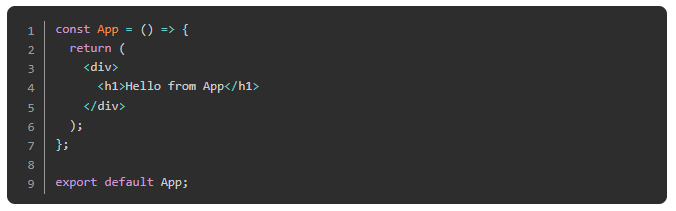 1 const App = () => {
2   return (
3     <div>
4       <h1>Hello from App</h1>
5     </div>
6   );
7 };
8
9 export default App;